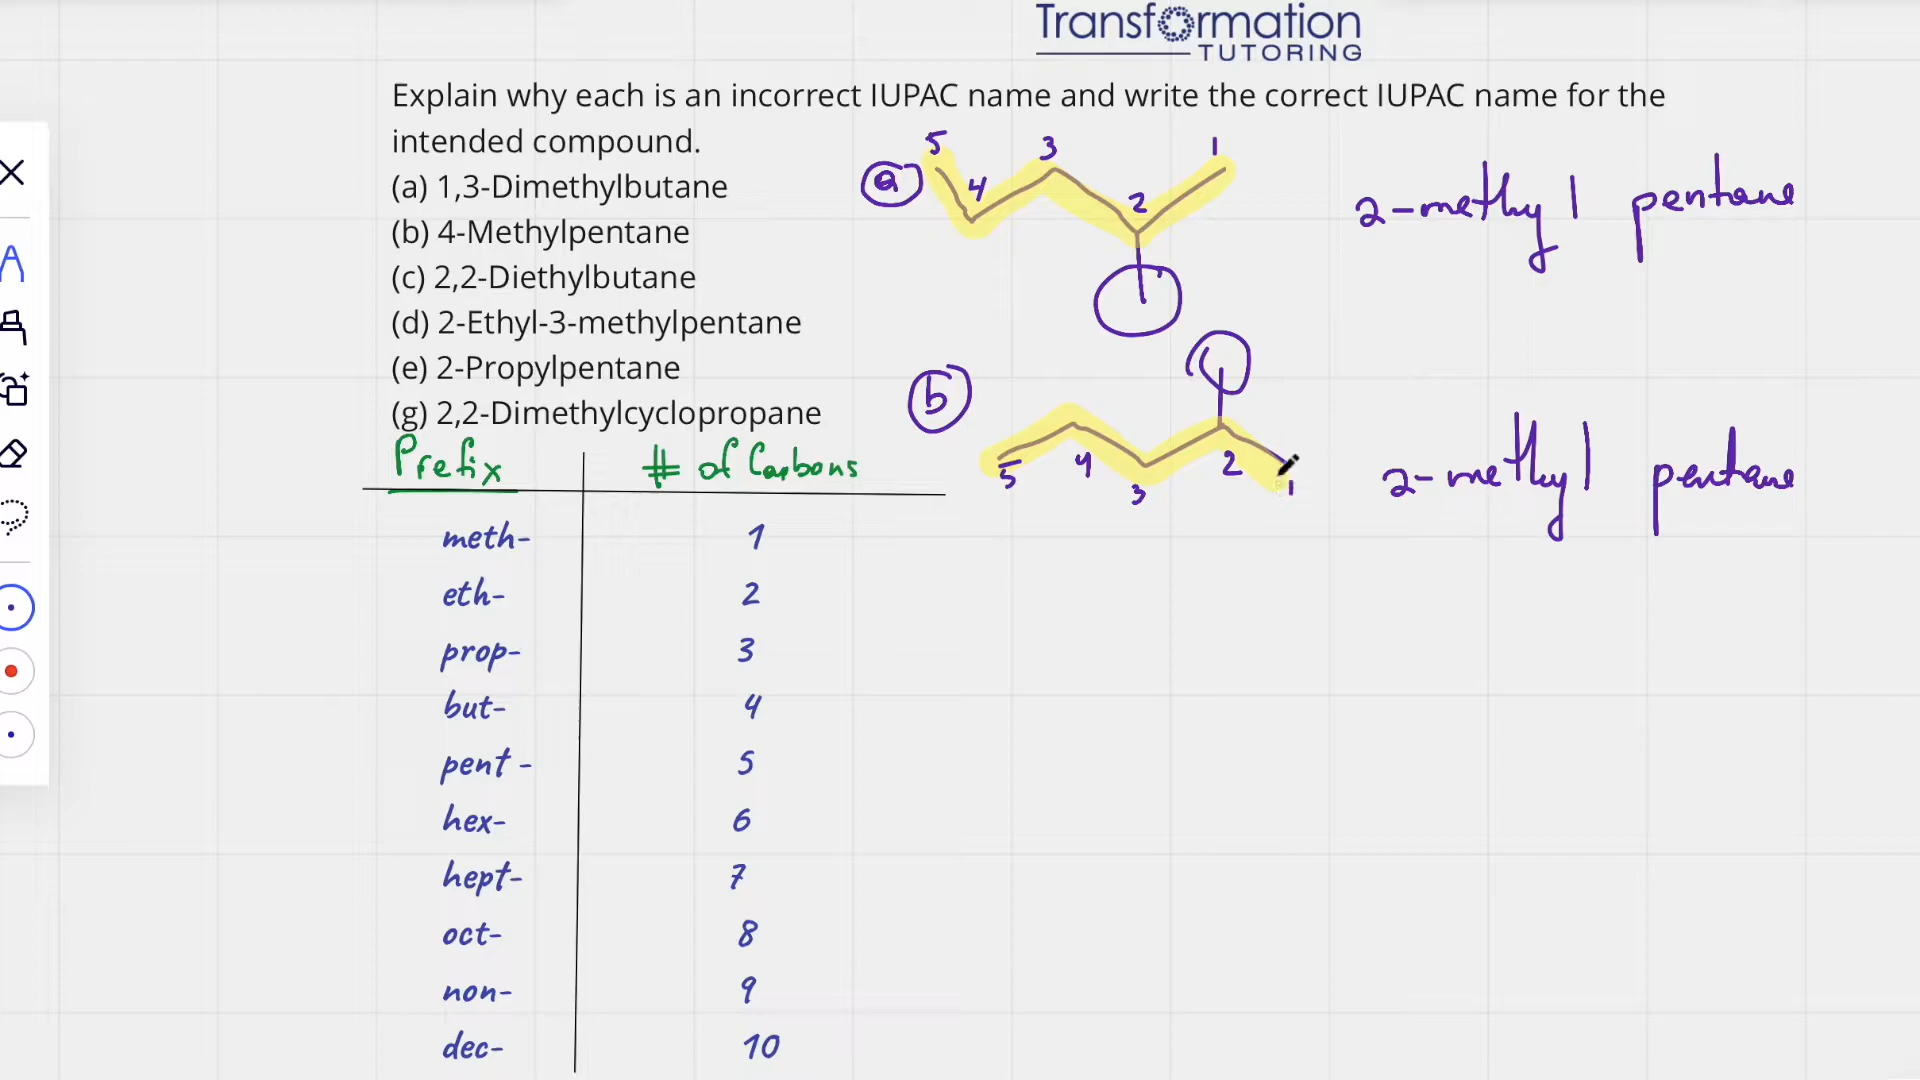 Transformation
TUTORING
Explain why each is an incorrect IUPAC name and write the correct IUPAC name for the
intended compound.
(a) 1,3-Dimethylbutane
(b) 4-Methylpentane
(c) 2,2-Diethylbutane
(d) 2-Ethyl-3-methylpentane
(e) 2-Propylpentane
(g) 2,2-Dimethylcyclopropane
a
5
4
3
2
1
2-methyl pentane
b
5
4
3
2
1
2-methyl pentane
Prefix # of Carbons
meth- 1
eth- 2
prop- 3
but- 4
pent- 5
hex- 6
hept- 7
oct- 8
non- 9
dec- 10